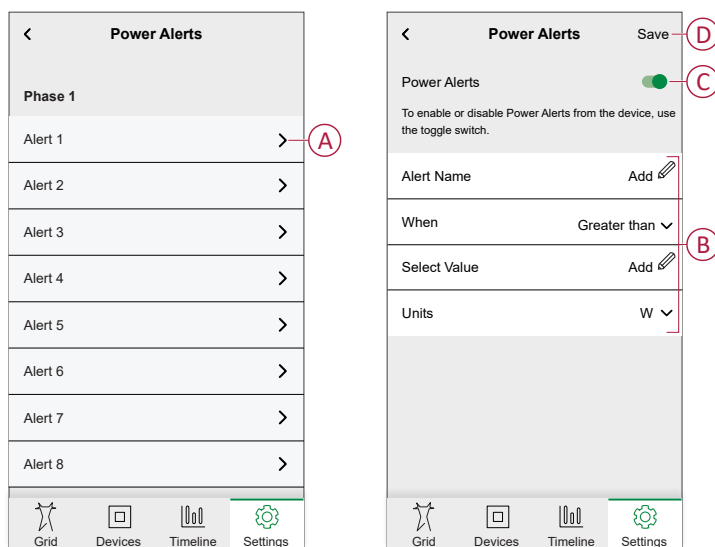 Power Alerts
Phase 1
Alert 1
A
Alert 2
Alert 3
Alert 4
Alert 5
Alert 6
Alert 7
Alert 8
Grid Devices Timeline Settings
Power Alerts Save
D
Power Alerts
C
To enable or disable Power Alerts from the device, use
the toggle switch.
Alert Name Add
When Greater than
B
Select Value Add
Units W
Grid Devices Timeline Settings